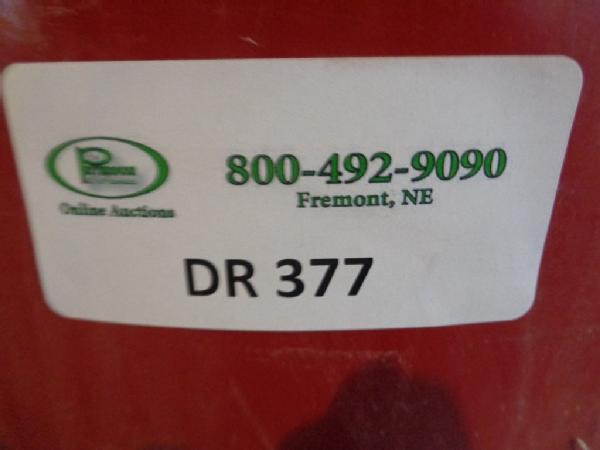 800-492-9090
Fremont, NE
Online Auctions
DR 377